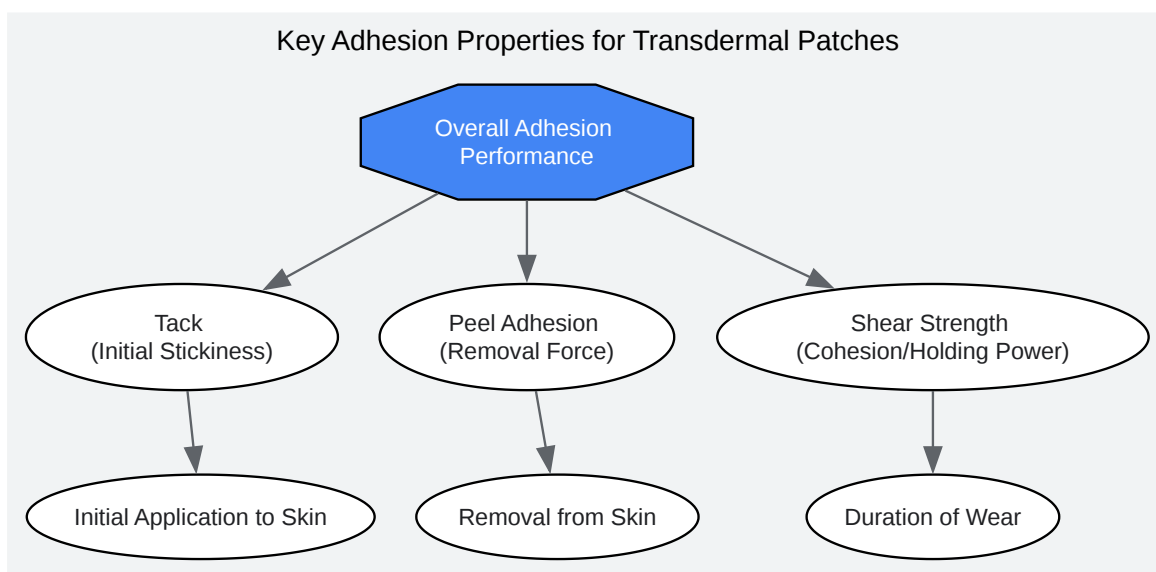 Key Adhesion Properties for Transdermal Patches
Overall Adhesion
Performance
Tack
(Initial Stickiness)
Peel Adhesion
(Removal Force)
Shear Strength
(Cohesion/Holding Power)
Initial Application to Skin
Removal from Skin
Duration of Wear